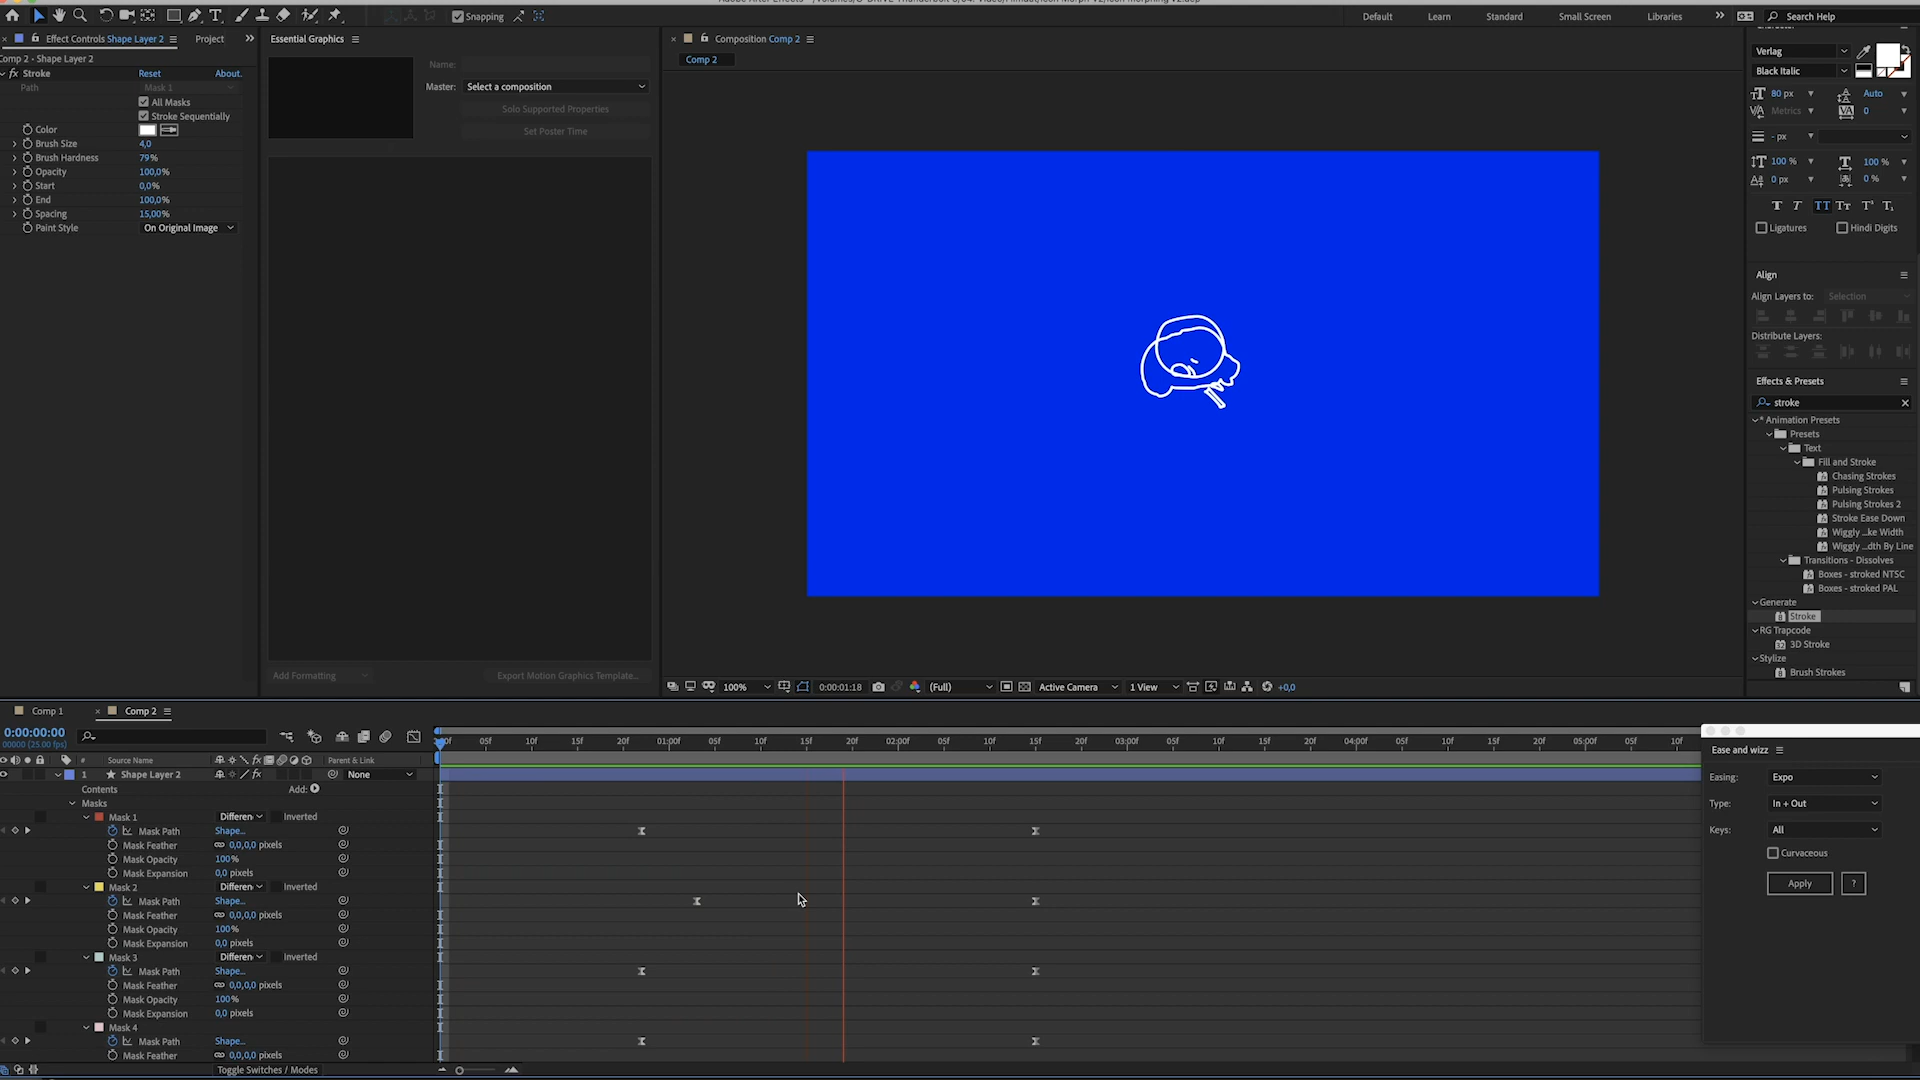 Snapping
Default
Learn
Standard
Small Screen
Libraries
Search Help
Effect Controls Shape Layer 2
Project
Essential Graphics
Composition Comp 2
Comp 2
Comp 2 - Shape Layer 2
fx Stroke
Reset
About.
Path
Mask 1
All Masks
Stroke Sequentially
Color
Brush Size
4,0
Brush Hardness
79%
Opacity
100,0%
Start
0,0%
End
100,0%
Spacing
15,00%
Paint Style
On Original Image
Name:
Master:
Select a composition
Solo Supported Properties
Set Poster Time
Add Formatting
Export Motion Graphics Template...
100%
0:00:01:18
(Full)
Active Camera
1 View
+0,0
Verlag
Black Italic
80 px
Auto
Metrics
0
- px
100 %
100 %
0 px
0 %
Ligatures
Hindi Digits
Align
Align Layers to:
Selection
Distribute Layers:
Effects & Presets
stroke
* Animation Presets
Presets
Text
Fill and Stroke
Chasing Strokes
Pulsing Strokes
Pulsing Strokes 2
Stroke Ease Down
Wiggly ...ke Width
Wiggly ...dth By Line
Transitions - Dissolves
Boxes - stroked NTSC
Boxes - stroked PAL
Generate
Stroke
RG Trapcode
3D Stroke
Stylize
Brush Strokes
Comp 1
Comp 2
0:00:00:00
00000 (25.00 fps)
05f 10f 15f 20f 01:00f 05f 10f 15f 20f 02:00f 05f 10f 15f 20f 03:00f 05f 10f 15f 20f 04:00f 05f 10f 15f 20f 05:00f 05f 10f
# Source Name
Parent & Link
1 Shape Layer 2
None
Contents
Add:
Masks
Mask 1
Differen
Inverted
Mask Path
Shape...
Mask Feather
0,0,0,0 pixels
Mask Opacity
100%
Mask Expansion
0,0 pixels
Mask 2
Differen
Inverted
Mask Path
Shape...
Mask Feather
0,0,0,0 pixels
Mask Opacity
100%
Mask Expansion
0,0 pixels
Mask 3
Differen
Inverted
Mask Path
Shape...
Mask Feather
0,0,0,0 pixels
Mask Opacity
100%
Mask Expansion
0,0 pixels
Mask 4
Mask Path
Shape...
Mask Feather
0,0,0,0 pixels
Toggle Switches / Modes
Ease and wizz
Easing:
Expo
Type:
In + Out
Keys:
All
Curvaceous
Apply
?